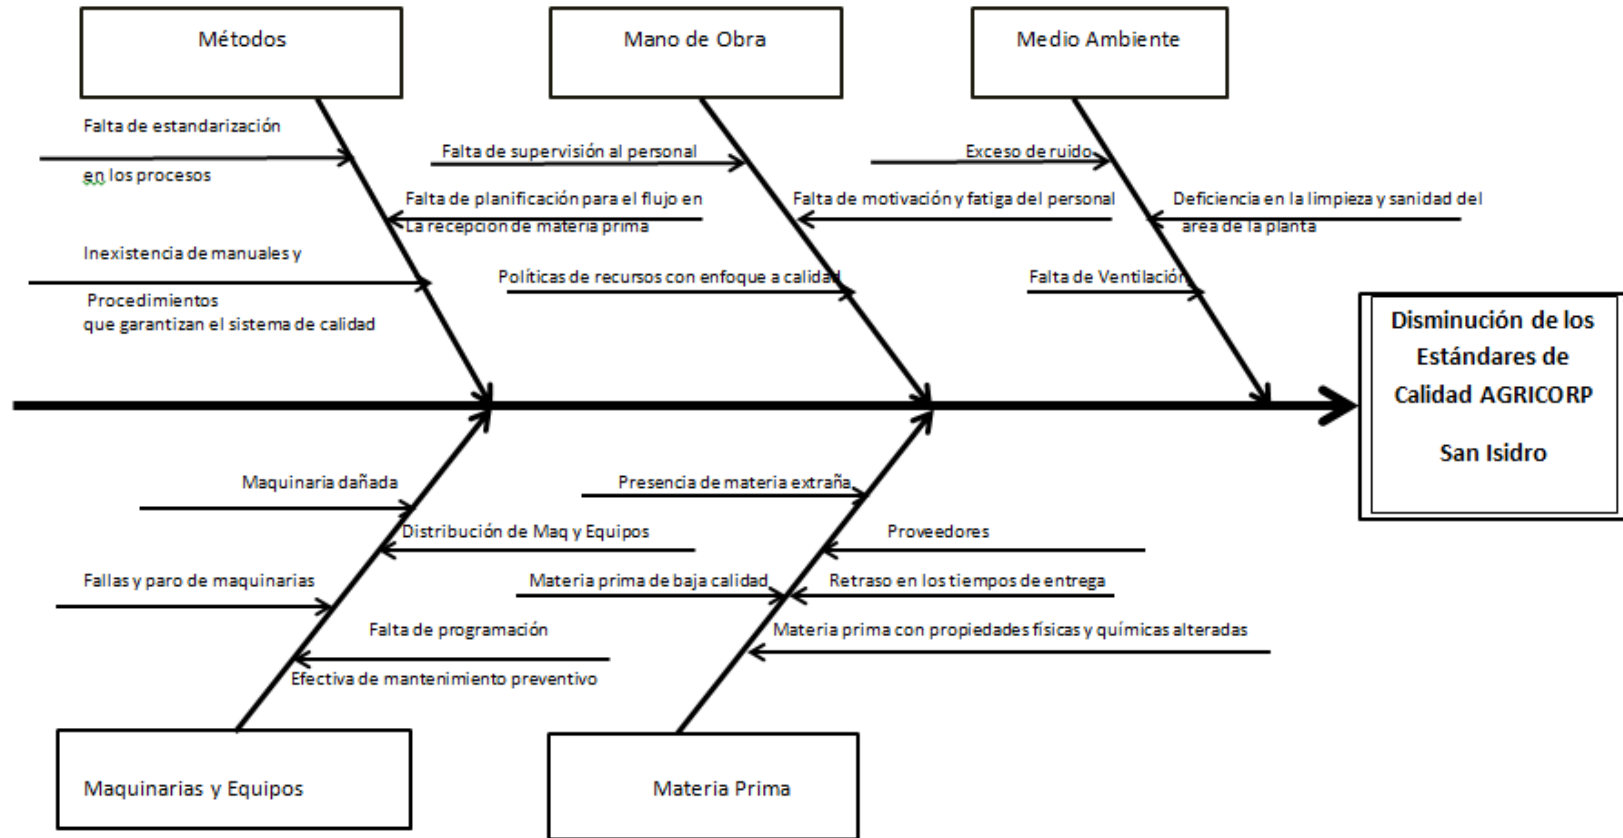 Métodos
Mano de Obra
Medio Ambiente
Falta de estandarización
en los procesos
Falta de planificación para el flujo en
La recepción de materia prima
Inexistencia de manuales y
Procedimientos
que garantizan el sistema de calidad
Falta de supervisión al personal
Falta de motivación y fatiga del personal
Políticas de recursos con enfoque a calidad
Exceso de ruido
Deficiencia en la limpieza y sanidad del
area de la planta
Falta de Ventilación
Disminución de los
Estándares de
Calidad AGRICORP
San Isidro
Maquinaria dañada
Distribución de Maq y Equipos
Fallas y paro de maquinarias
Falta de programación
Efectiva de mantenimiento preventivo
Presencia de materia extraña
Proveedores
Materia prima de baja calidad
Retraso en los tiempos de entrega
Materia prima con propiedades físicas y químicas alteradas
Maquinarias y Equipos
Materia Prima